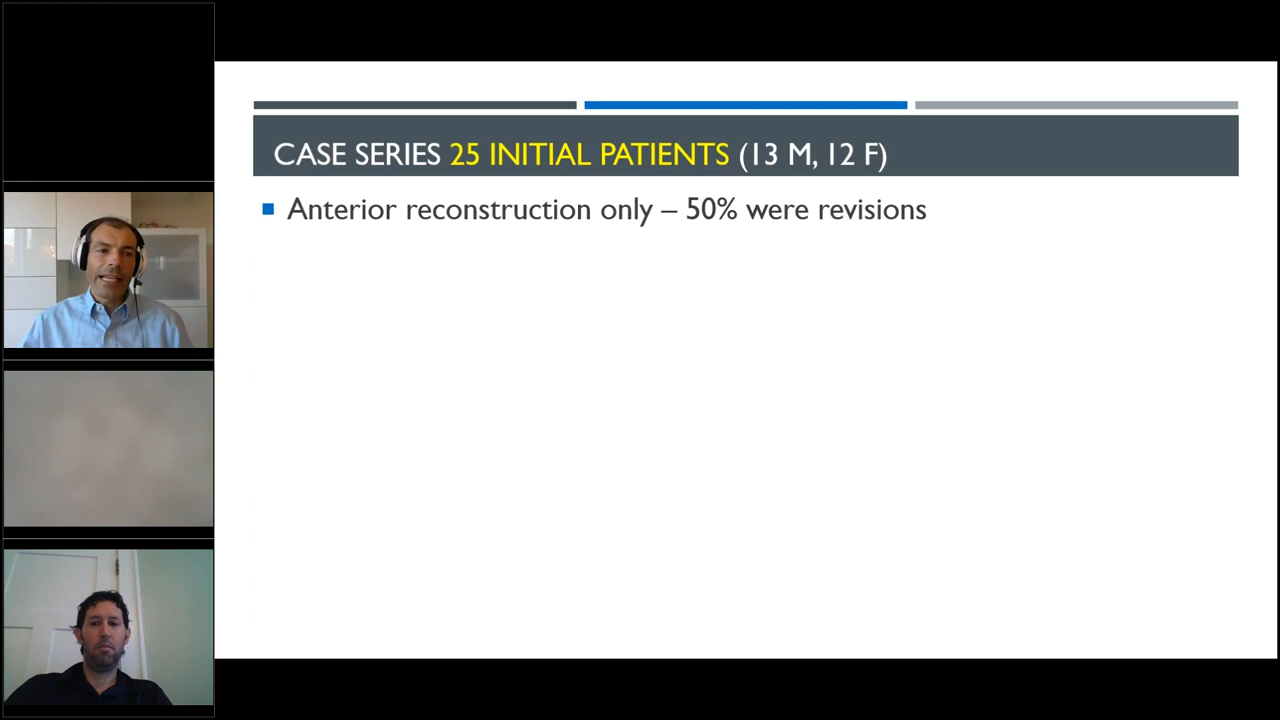 CASE SERIES 25 INITIAL PATIENTS (13 M, 12 F)
Anterior reconstruction only – 50% were revisions